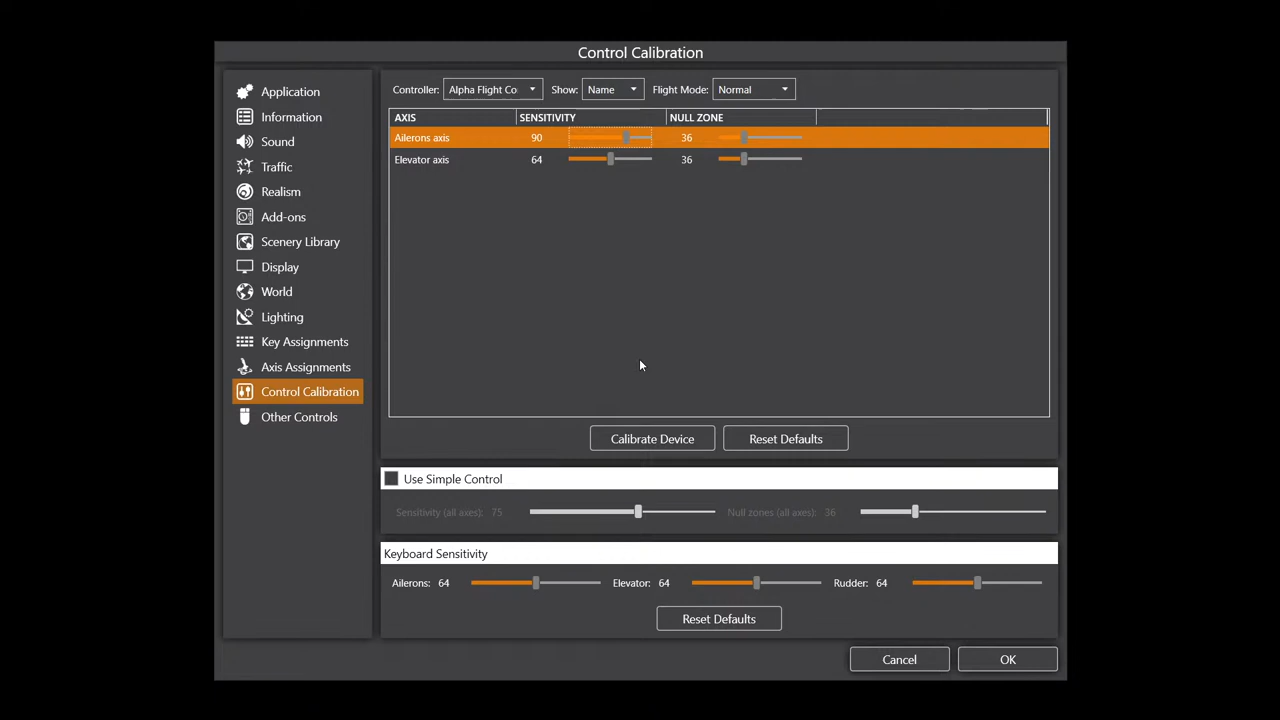 Control Calibration
Application
Information
Sound
Traffic
Realism
Add-ons
Scenery Library
Display
World
Lighting
Key Assignments
Axis Assignments
Control Calibration
Other Controls
Controller: Alpha Flight Co Show: Name Flight Mode: Normal
AXIS SENSITIVITY NULL ZONE
Ailerons axis 90 36
Elevator axis 64 36
Calibrate Device Reset Defaults
Use Simple Control
Sensitivity (all axes): 75 Null zones (all axes): 36
Keyboard Sensitivity
Ailerons: 64 Elevator: 64 Rudder: 64
Reset Defaults
Cancel OK